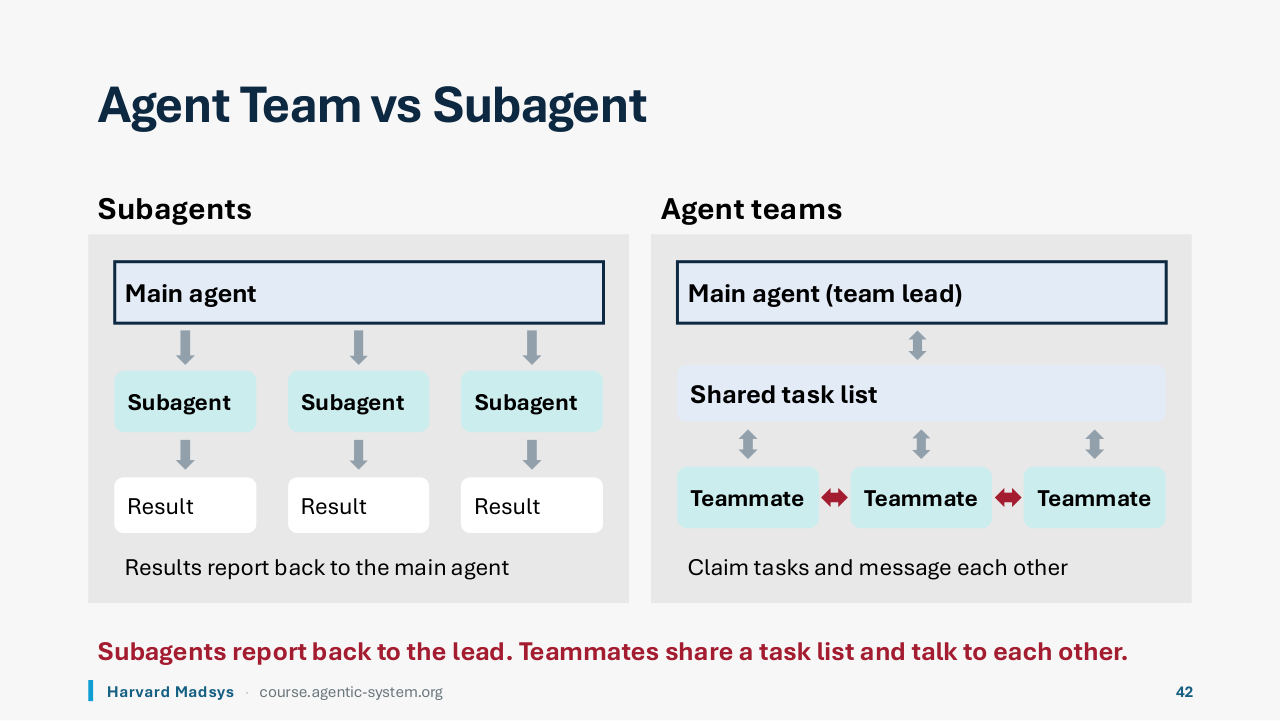 Agent Team vs Subagent
Subagents
Main agent
Subagent
Subagent
Subagent
Result
Result
Result
Results report back to the main agent
Agent teams
Main agent (team lead)
Shared task list
Teammate
Teammate
Teammate
Claim tasks and message each other
Subagents report back to the lead. Teammates share a task list and talk to each other.
Harvard Madsys · course.agentic-system.org
42